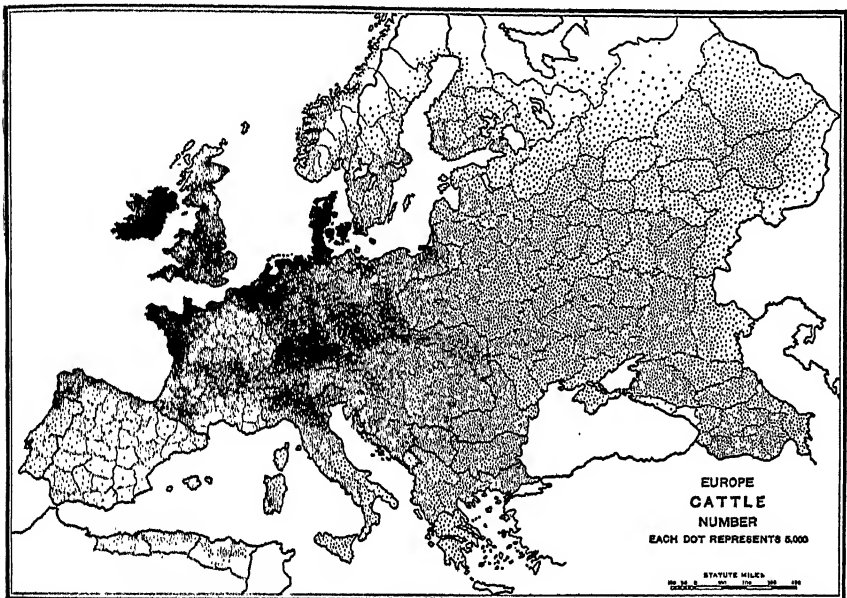 EUROPE
CATTLE
NUMBER
EACH DOT REPRESENTS 5,000
STATUTE MILES